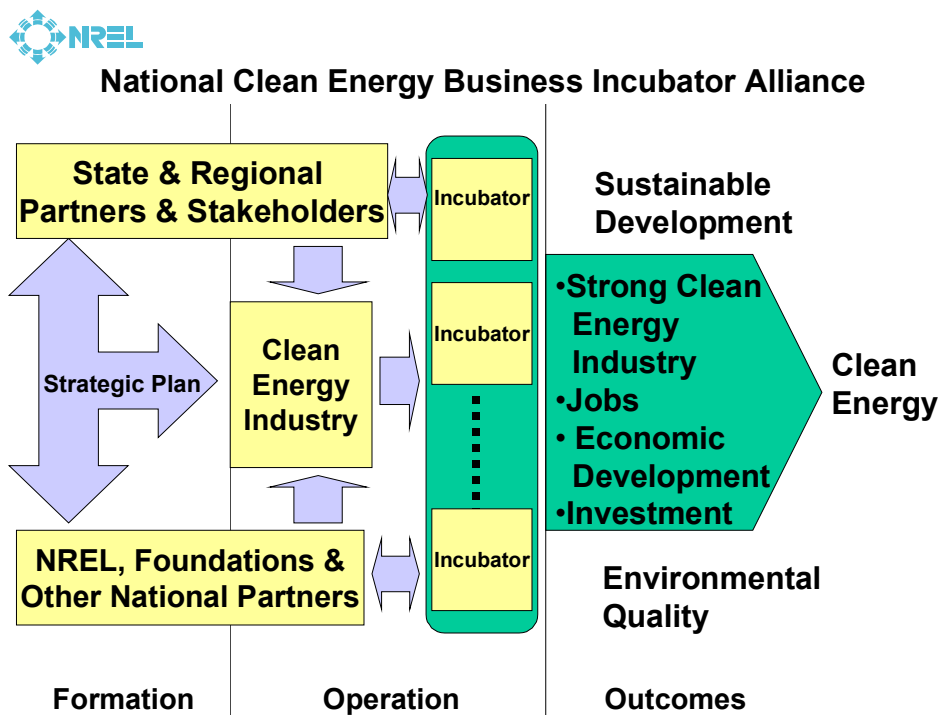 NREL
National Clean Energy Business Incubator Alliance
State & Regional
Partners & Stakeholders
Incubator
Sustainable
Development
Strategic Plan
Clean
Energy
Industry
Incubator
•Strong Clean
Energy
Industry
•Jobs
• Economic
Development
•Investment
Clean
Energy
NREL, Foundations &
Other National Partners
Incubator
Environmental
Quality
Formation
Operation
Outcomes